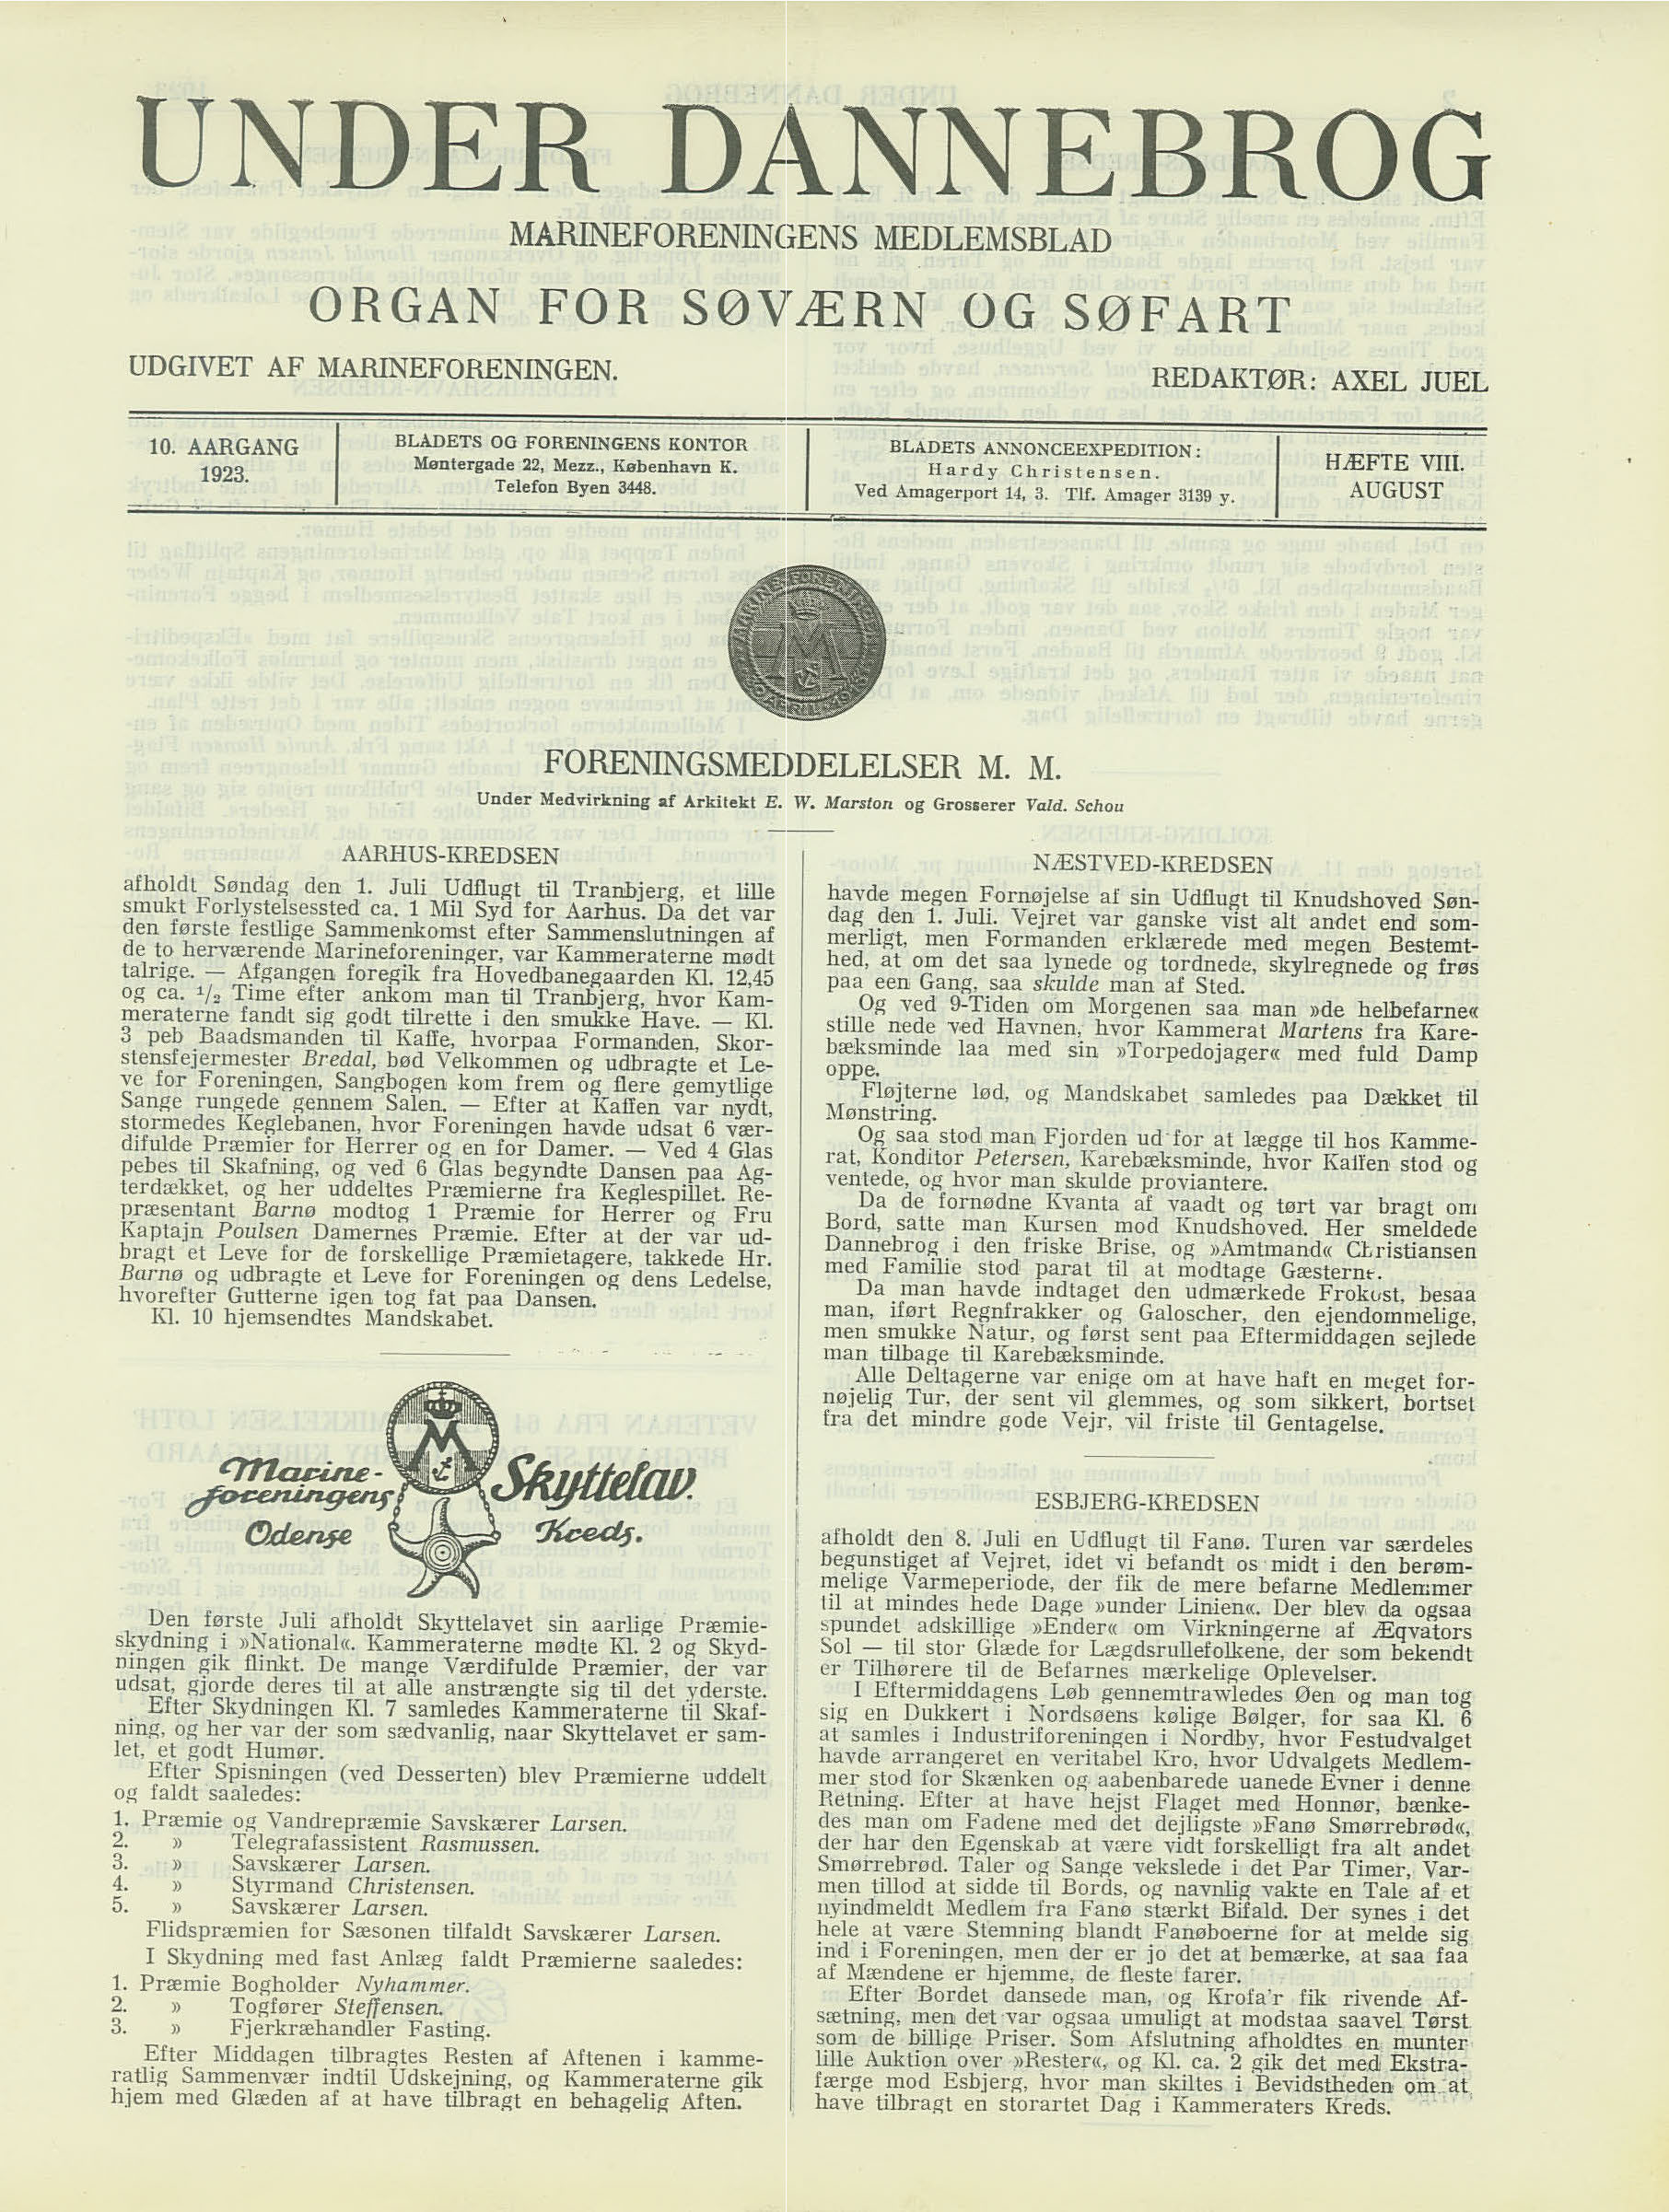 UNDER DANNEBROG
MARINEFORENINGENS MEDLEMSBLAD
ORGAN FOR SØVÆRN OG SØFART
UDGIVET AF MARINEFORENINGEN.
REDAKTØR: AXEL JUEL
10. AARGANG
1923.
BLADETS OG FORENINGENS KONTOR
Møntergade 22, Mezz., København K.
Telefon Byen 3448.
BLADETS ANNONCEEXPEDITION:
Hardy Christensen.
Ved Amagerport 14, 3. Tlf. Amager 3139 y.
HÆFTE VIII.
AUGUST
FORENINGSMEDDELELSER M. M.
Under Medvirkning af Arkitekt E. W. Marston og Grosserer Vald. Schou
AARHUS-KREDSEN
afholdt Søndag den 1. Juli Udflugt til Tranbjerg, et lille
smukt Forlystelsessted ca. 1 Mil Syd for Aarhus. Da det var
den første festlige Sammenkomst efter Sammenslutningen af
de to herværende Marineforeninger, var Kammeraterne mødt
talrige. — Afgangen foregik fra Hovedbanegaarden Kl. 12,45
og ca. 1/2 Time efter ankom man til Tranbjerg, hvor Kam-
meraterne fandt sig godt tilrette i den smukke Have. — Kl.
3 peb Baadsmanden til Kaffe, hvorpaa Formanden, Skor-
stensfejermester Bredal, bød Velkommen og udbragte et Le-
ve for Foreningen, Sangbogen kom frem og flere gemytlige
Sange rungede gennem Salen. — Efter at Kaffen var nydt,
stormedes Keglebanen, hvor Foreningen havde udsat 6 vær-
difulde Præmier for Herrer og en for Damer. — Ved 4 Glas
pebes til Skafning, og ved 6 Glas begyndte Dansen paa Ag-
terdækket, og her uddeltes Præmierne fra Keglespillet. Re-
præsentant Barnø modtog 1 Præmie for Herrer og Fru
Kaptajn Poulsen Damernes Præmie. Efter at der var ud-
bragt et Leve for de forskellige Præmietagere, takkede Hr.
Barnø og udbragte et Leve for Foreningen og dens Ledelse,
hvorefter Gutterne igen tog fat paa Dansen.
Kl. 10 hjemsendtes Mandskabet.
Marine-
foreningens Skyttelav.
Odense Kreds.
Den første Juli afholdt Skyttelavet sin aarlige Præmie-
skydning i »National«. Kammeraterne mødte Kl. 2 og Skyd-
ningen gik flinkt. De mange Værdifulde Præmier, der var
udsat, gjorde deres til at alle anstrængte sig til det yderste.
Efter Skydningen Kl. 7 samledes Kammeraterne til Skaf-
ning, og her var der som sædvanlig, naar Skyttelavet er sam-
let, et godt Humør.
Efter Spisningen (ved Desserten) blev Præmierne uddelt
og faldt saaledes:
1. Præmie og Vandrepræmie Savskærer Larsen.
2. » Telegrafassistent Rasmussen.
3. » Savskærer Larsen.
4. » Styrmand Christensen.
5. » Savskærer Larsen.
Flidspræmien for Sæsonen tilfaldt Savskærer Larsen.
I Skydning med fast Anlæg faldt Præmierne saaledes:
1. Præmie Bogholder Nyhammer.
2. » Togfører Steffensen.
3. » Fjerkræhandler Fasting.
Efter Middagen tilbragtes Resten af Aftenen i kamme-
ratlig Sammenvær indtil Udskejning, og Kammeraterne gik
hjem med Glæden af at have tilbragt en behagelig Aften.
NÆSTVED-KREDSEN
havde megen Fornøjelse af sin Udflugt til Knudshoved Søn-
dag den 1. Juli. Vejret var ganske vist alt andet end som-
merligt, men Formanden erklærede med megen Bestemt-
hed, at om det saa lynede og tordnede, skylregnede og frøs
paa een Gang, saa skulde man af Sted.
Og ved 9-Tiden om Morgenen saa man »de helbefarne«
stille nede ved Havnen, hvor Kammerat Martens fra Kare-
bæksminde laa med sin »Torpedojager« med fuld Damp
oppe.
Fløjterne lød, og Mandskabet samledes paa Dækket til
Mønstring.
Og saa stod man Fjorden ud for at lægge til hos Kamme-
rat, Konditor Petersen, Karebæksminde, hvor Kaffen stod og
ventede, og hvor man skulde proviantere.
Da de fornødne Kvanta af vaadt og tørt var bragt om
Bord, satte man Kursen mod Knudshoved. Her smeldede
Dannebrog i den friske Brise, og »Amtmand« Christiansen
med Familie stod parat til at modtage Gæsterne.
Da man havde indtaget den udmærkede Frokost, besaa
man, iført Regnfrakker og Galoscher, den ejendommelige,
men smukke Natur, og først sent paa Eftermiddagen sejlede
man tilbage til Karebæksminde.
Alle Deltagerne var enige om at have haft en meget for-
nøjelig Tur, der sent vil glemmes, og som sikkert, bortset
fra det mindre gode Vejr, vil friste til Gentagelse.
ESBJERG-KREDSEN
afholdt den 8. Juli en Udflugt til Fanø. Turen var særdeles
begunstiget af Vejret, idet vi befandt os midt i den berøm-
melige Varmeperiode, der fik de mere befarne Medlemmer
til at mindes hede Dage »under Linien«. Der blev da ogsaa
spundet adskillige »Ender« om Virkningerne af Æqvators
Sol — til stor Glæde for Lægdsrullefolkene, der som bekendt
er Tilhørere til de Befarnes mærkelige Oplevelser.
I Eftermiddagens Løb gennemtrawledes Øen og man tog
sig en Dukkert i Nordsøens kølige Bølger, for saa Kl. 6
at samles i Industriforeningen i Nordby, hvor Festudvalget
havde arrangeret en veritabel Kro, hvor Udvalgets Medlem-
mer stod for Skænken og aabenbarede uanede Evner i denne
Retning. Efter at have hejst Flaget med Honnør, bænke-
des man om Fadene med det dejligste »Fanø Smørrebrød«,
der har den Egenskab at være vidt forskelligt fra alt andet
Smørrebrød. Taler og Sange vekslede i det Par Timer, Var-
men tillod at sidde til Bords, og navnlig vakte en Tale af et
nyindmeldt Medlem fra Fanø stærkt Bifald. Der synes i det
hele at være Stemning blandt Fanøboerne for at melde sig
ind i Foreningen, men der er jo det at bemærke, at saa faa
af Mændene er hjemme, de fleste farer.
Efter Bordet dansede man, og Krofa'r fik rivende Af-
sætning, men det var ogsaa umuligt at modstaa saavel Tørst
som de billige Priser. Som Afslutning afholdtes en munter
lille Auktion over »Rester«, og Kl. ca. 2 gik det med Ekstra-
færge mod Esbjerg, hvor man skiltes i Bevidstheden om at
have tilbragt en storartet Dag i Kammeraters Kreds.